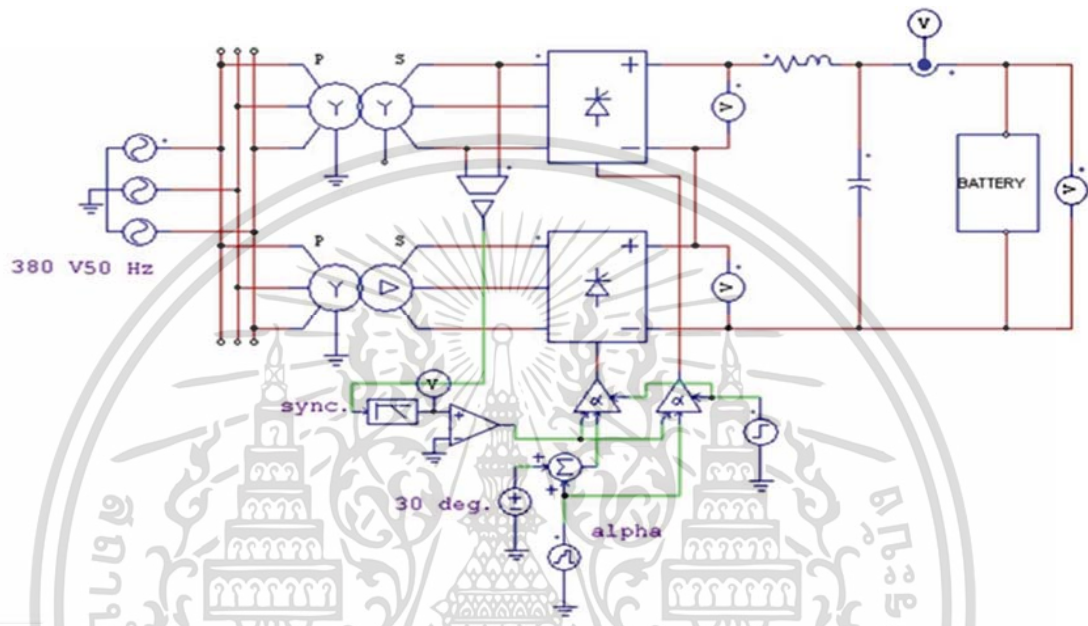 P S
V
V
BATTERY
V
P S
380 V50 Hz
V
V
sync.
α α
Σ
30 deg.
alpha